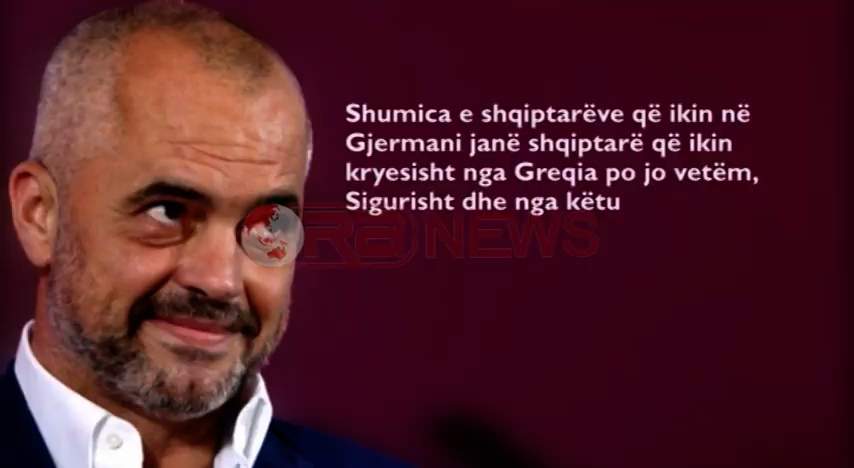 Shumica e shqiptarëve që ikin në
Gjermani janë shqiptarë që ikin
kryesisht nga Greqia po jo vetëm,
Sigurisht dhe nga këtu
Ra NEWS